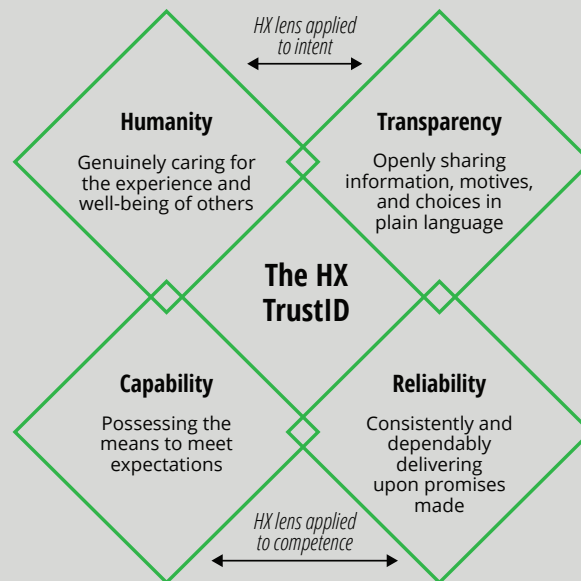 HX lens applied
to intent
Humanity
Genuinely caring for
the experience and
well-being of others
Transparency
Openly sharing
information, motives,
and choices in
plain language
The HX
TrustID
Capability
Possessing the
means to meet
expectations
Reliability
Consistently and
dependably
delivering
upon promises
made
HX lens applied
to competence